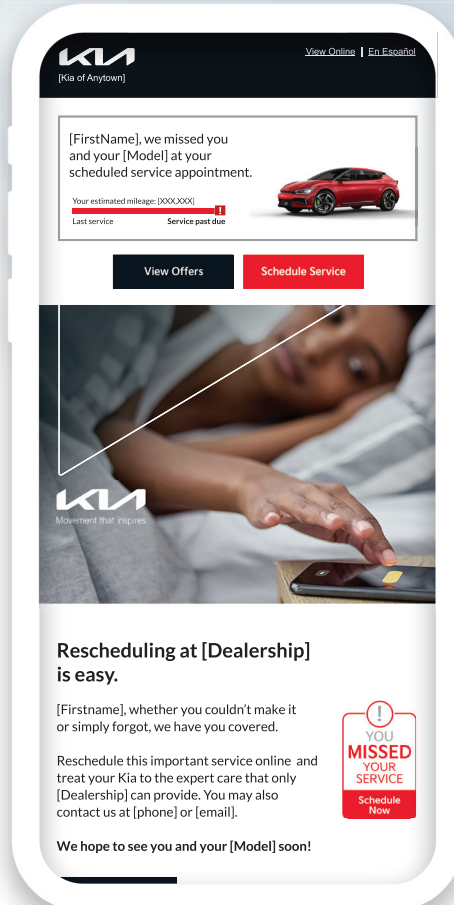 KIA
View Online | En Español
[Kia of Anytown]
[FirstName], we missed you
and your [Model] at your
scheduled service appointment.
Your estimated mileage: [XXX,XXX]
!
Last service Service past due
View Offers Schedule Service
KIA
Movement that inspires
Rescheduling at [Dealership]
is easy.
[Firstname], whether you couldn’t make it
or simply forgot, we have you covered.
Reschedule this important service online and
treat your Kia to the expert care that only
[Dealership] can provide. You may also
contact us at [phone] or [email].
We hope to see you and your [Model] soon!
!
YOU
MISSED
YOUR
SERVICE
Schedule
Now